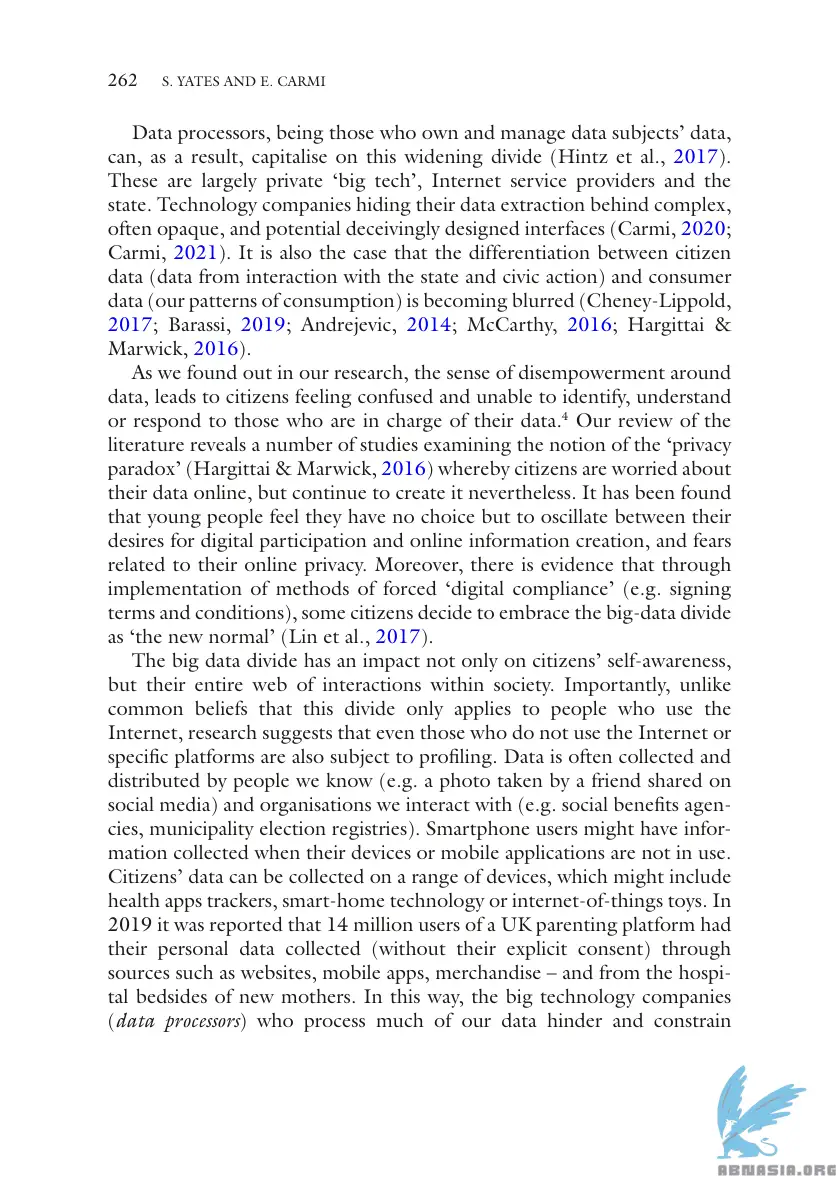 262 S. YATES AND E. CARMI
Data processors, being those who own and manage data subjects’ data,
can, as a result, capitalise on this widening divide (Hintz et al., 2017).
These are largely private ‘big tech’, Internet service providers and the
state. Technology companies hiding their data extraction behind complex,
often opaque, and potential deceivingly designed interfaces (Carmi, 2020;
Carmi, 2021). It is also the case that the differentiation between citizen
data (data from interaction with the state and civic action) and consumer
data (our patterns of consumption) is becoming blurred (Cheney-Lippold,
2017; Barassi, 2019; Andrejevic, 2014; McCarthy, 2016; Hargittai &
Marwick, 2016).
As we found out in our research, the sense of disempowerment around
data, leads to citizens feeling confused and unable to identify, understand
or respond to those who are in charge of their data.⁴ Our review of the
literature reveals a number of studies examining the notion of the ‘privacy
paradox’ (Hargittai & Marwick, 2016) whereby citizens are worried about
their data online, but continue to create it nevertheless. It has been found
that young people feel they have no choice but to oscillate between their
desires for digital participation and online information creation, and fears
related to their online privacy. Moreover, there is evidence that through
implementation of methods of forced ‘digital compliance’ (e.g. signing
terms and conditions), some citizens decide to embrace the big-data divide
as ‘the new normal’ (Lin et al., 2017).
The big data divide has an impact not only on citizens’ self-awareness,
but their entire web of interactions within society. Importantly, unlike
common beliefs that this divide only applies to people who use the
Internet, research suggests that even those who do not use the Internet or
specific platforms are also subject to profiling. Data is often collected and
distributed by people we know (e.g. a photo taken by a friend shared on
social media) and organisations we interact with (e.g. social benefits agen-
cies, municipality election registries). Smartphone users might have infor-
mation collected when their devices or mobile applications are not in use.
Citizens’ data can be collected on a range of devices, which might include
health apps trackers, smart-home technology or internet-of-things toys. In
2019 it was reported that 14 million users of a UK parenting platform had
their personal data collected (without their explicit consent) through
sources such as websites, mobile apps, merchandise – and from the hospi-
tal bedsides of new mothers. In this way, the big technology companies
(data processors) who process much of our data hinder and constrain
ABNASIA.ORG